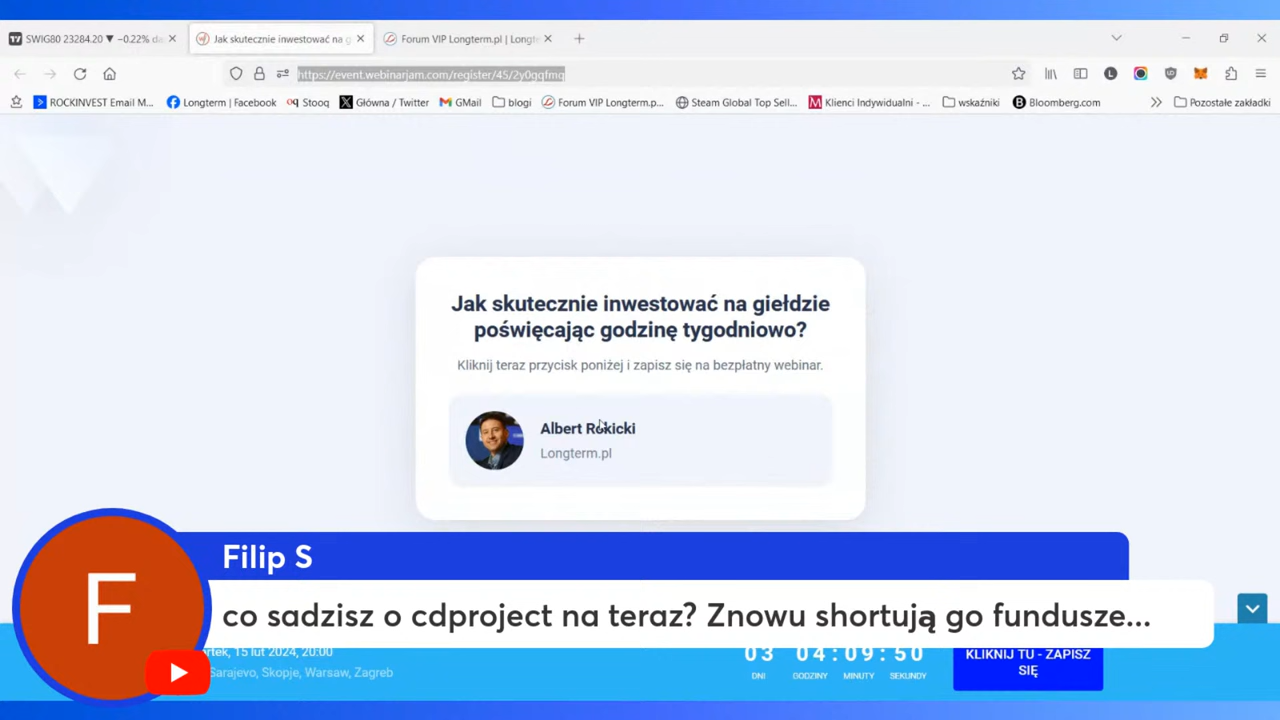 SWIG80 23284.20 ▼ −0.22% da
Jak skutecznie inwestować na g
Forum VIP Longterm.pl | Longt
https://event.webinarjam.com/register/45/2y0gqfmq
ROCKINVEST Email M...
Longterm | Facebook
Stooq
Główna / Twitter
GMail
blogi
Forum VIP Longterm.p...
Steam Global Top Sell...
Klienci Indywidualni - ...
wskaźniki
Bloomberg.com
Pozostałe zakładki
Jak skutecznie inwestować na giełdzie
poświęcając godzinę tygodniowo?
Kliknij teraz przycisk poniżej i zapisz się na bezpłatny webinar.
Albert Rokicki
Longterm.pl
F
Filip S
co sadzisz o cdproject na teraz? Znowu shortują go fundusze...
artek, 15 lut 2024, 20:00
Sarajevo, Skopje, Warsaw, Zagreb
03 04:09:50
DNI GODZINY MINUTY SEKUNDY
KLIKNIJ TU - ZAPISZ
SIĘ